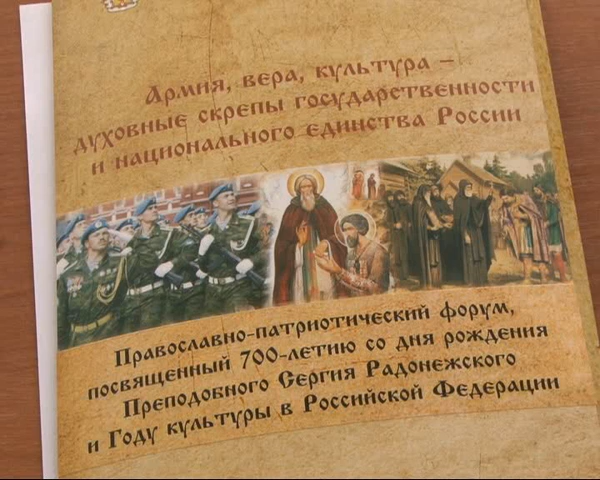 Армия, вера, культура –
духовные скрепы государственности
и национального единства России
Православно-патриотический форум,
посвященный 700-летию со дня рождения
Преподобного Сергия Радонежского
и Году культуры в Российской Федерации